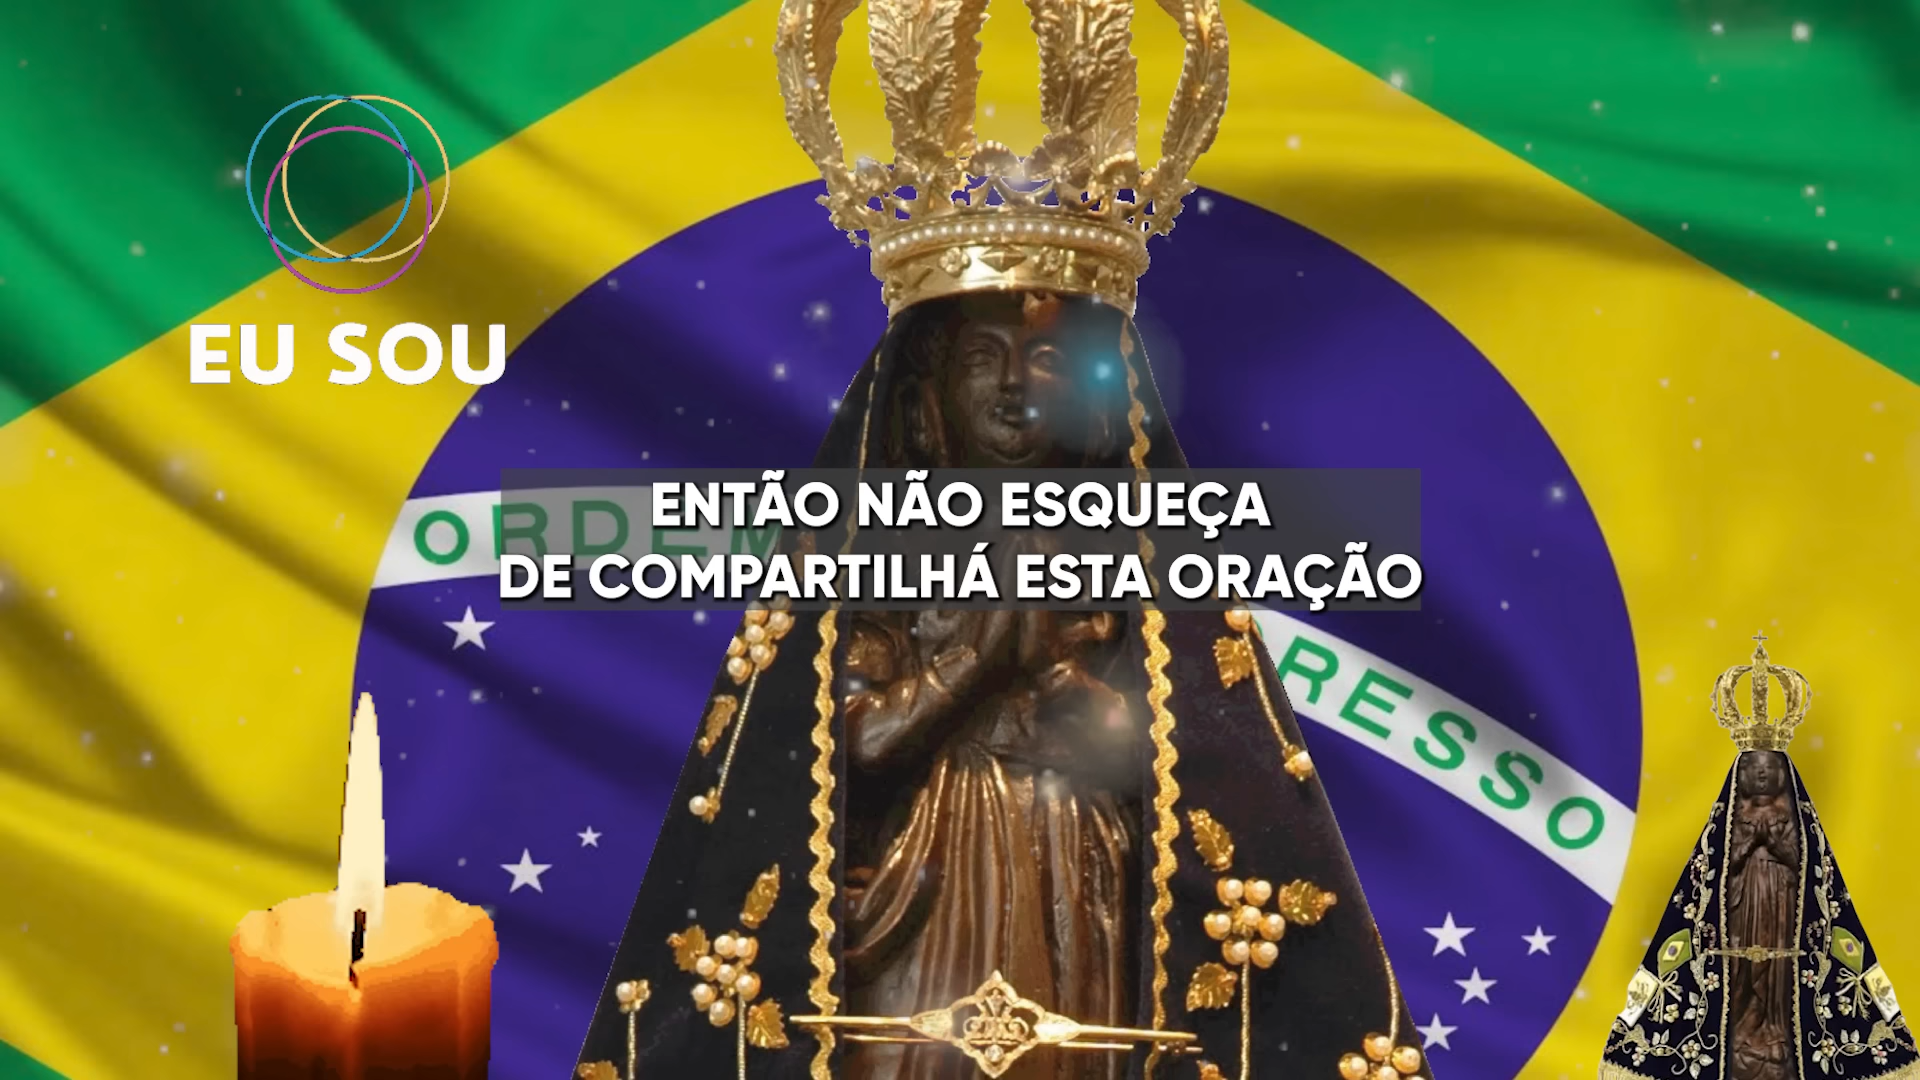 EU SOU
ENTÃO NÃO ESQUEÇA
DE COMPARTILHÁ ESTA ORAÇÃO
ORDEM
RESSO